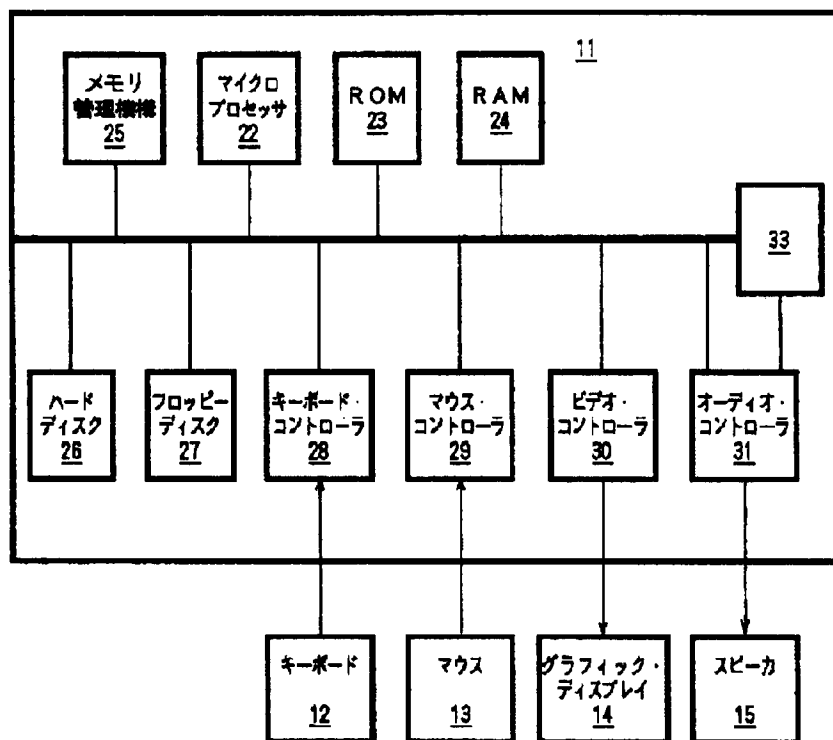 11
メモリ
管理機構
25
マイクロ
プロセッサ
22
ROM
23
RAM
24
33
ハード
ディスク
26
フロッピー
ディスク
27
キーボード・
コントローラ
28
マウス・
コントローラ
29
ビデオ・
コントローラ
30
オーディオ・
コントローラ
31
キーボード
12
マウス
13
グラフィック・
ディスプレイ
14
スピーカ
15